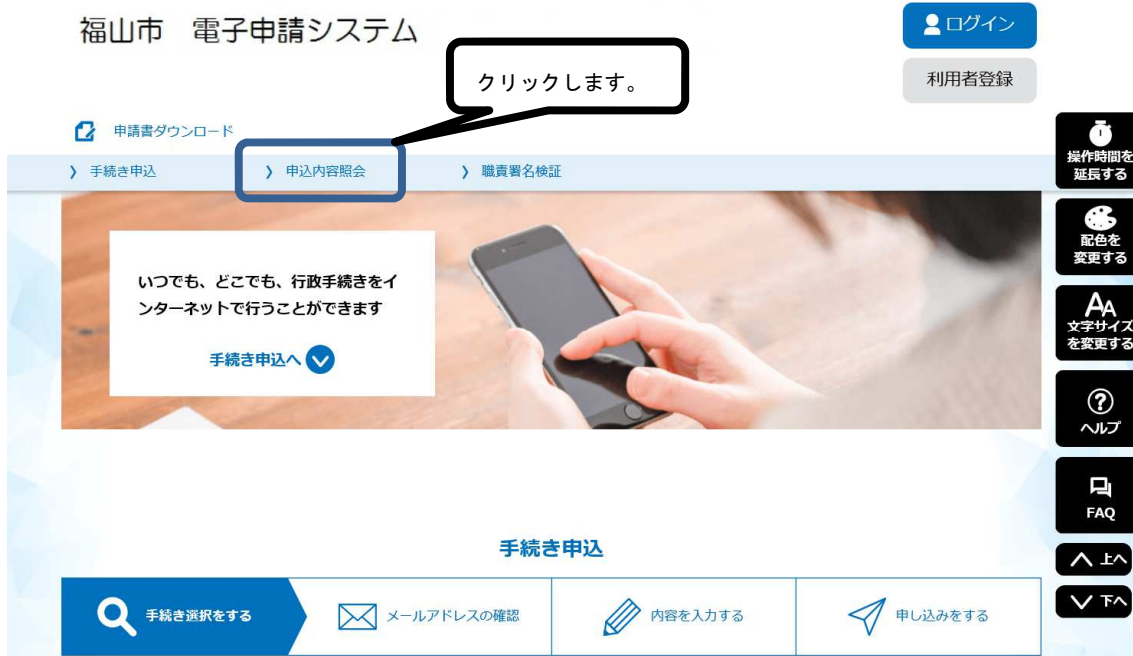 福山市　電子申請システム
ログイン
利用者登録
クリックします。
申請書ダウンロード
手続き申込
申込内容照会
職責署名検証
操作時間を
延長する
配色を
変更する
AA
文字サイズ
を変更する
ヘルプ
FAQ
上へ
下へ
いつでも、どこでも、行政手続きをイ
ンターネットで行うことができます
手続き申込へ
手続き申込
手続き選択をする
メールアドレスの確認
内容を入力する
申し込みをする